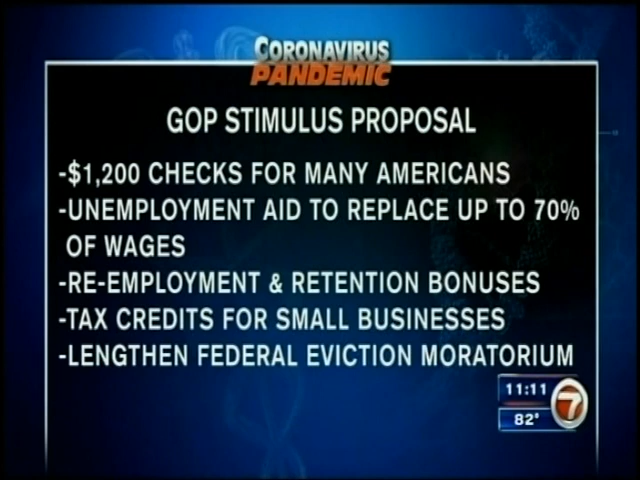 CORONAVIRUS
PANDEMIC
GOP STIMULUS PROPOSAL
-$1,200 CHECKS FOR MANY AMERICANS
-UNEMPLOYMENT AID TO REPLACE UP TO 70%
OF WAGES
-RE-EMPLOYMENT & RETENTION BONUSES
-TAX CREDITS FOR SMALL BUSINESSES
-LENGTHEN FEDERAL EVICTION MORATORIUM
11:11
7
82°